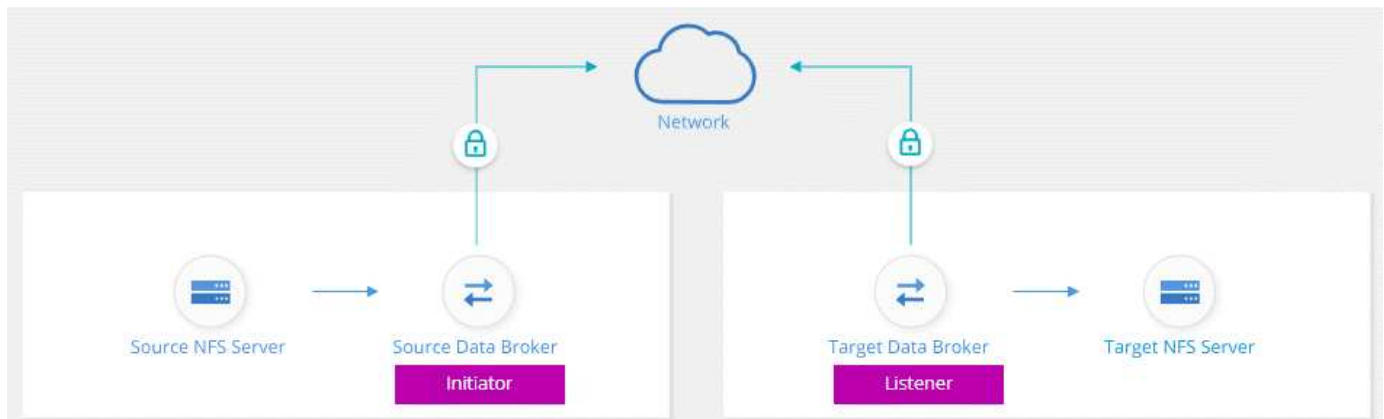 Network
Source NFS Server
Source Data Broker
Target Data Broker
Target NFS Server
Initiator
Listener